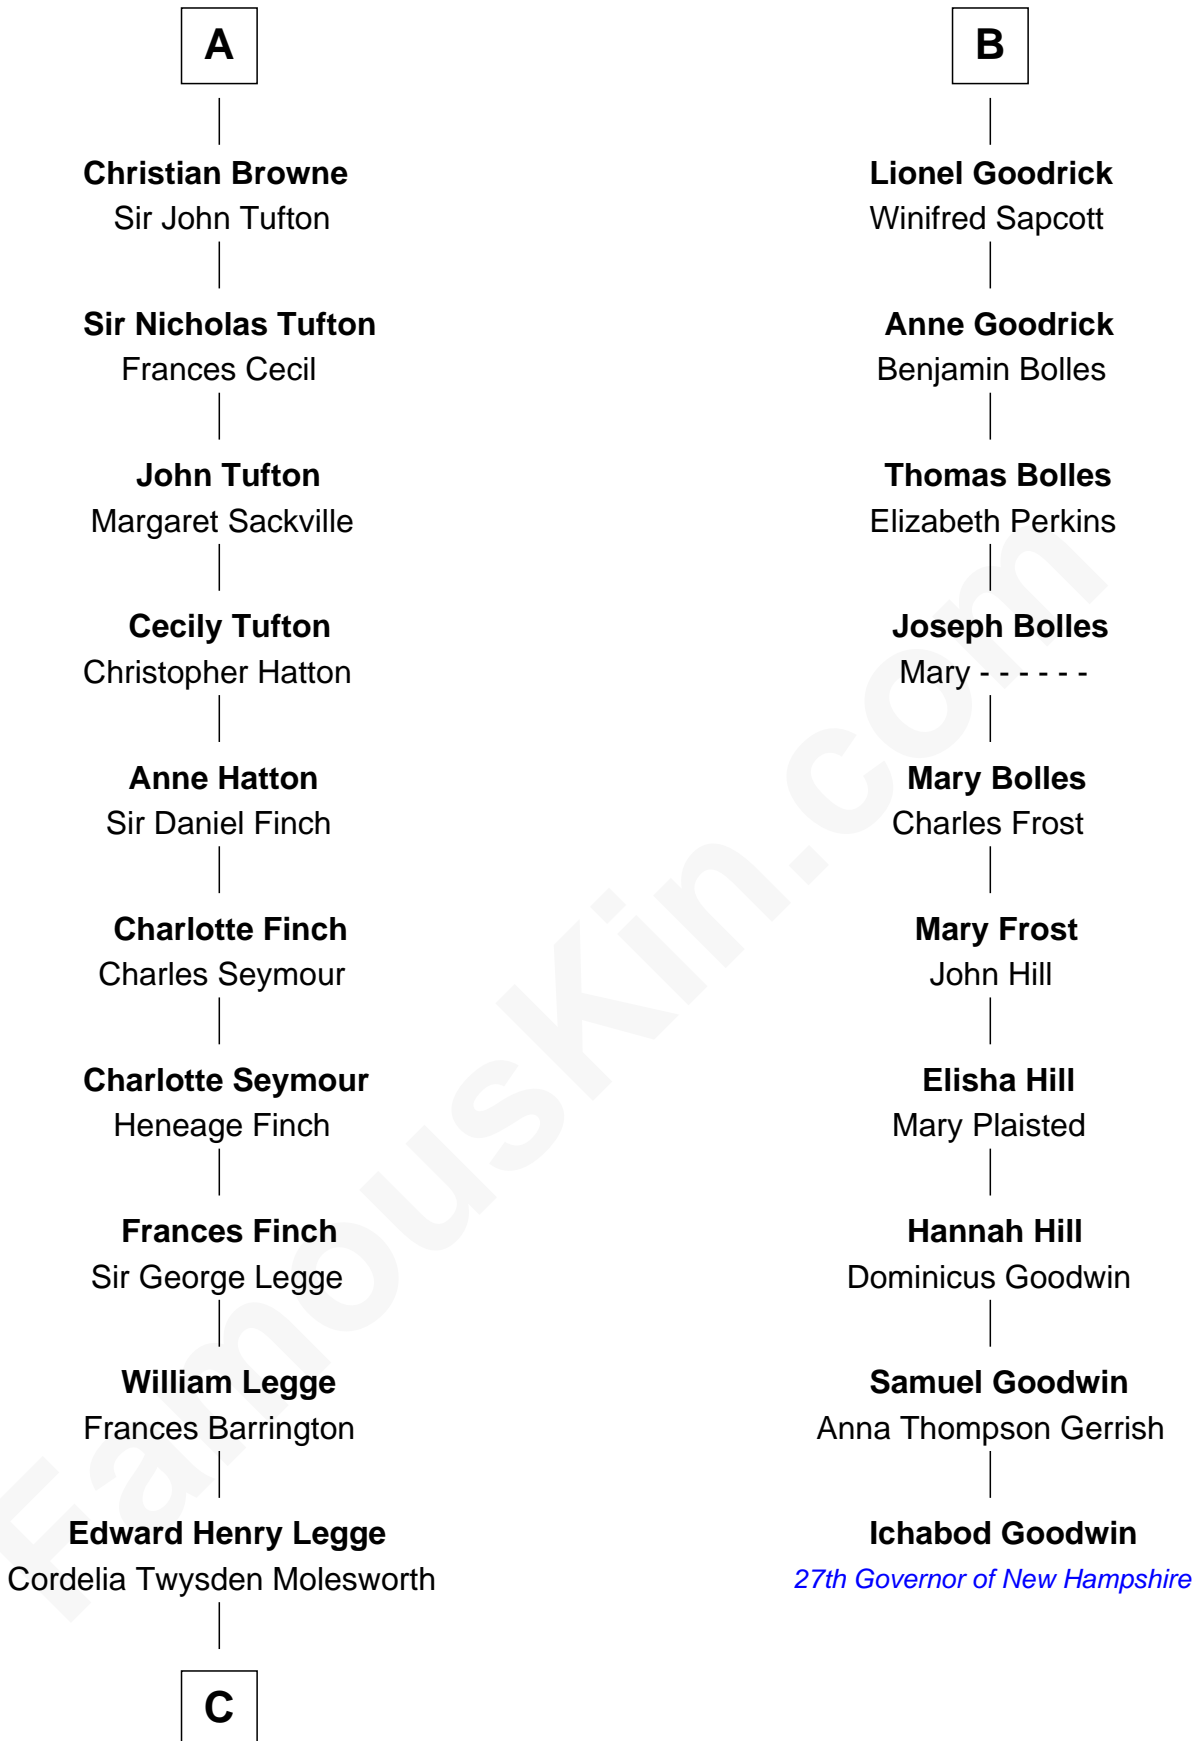 A
Christian Browne
Sir John Tufton
Sir Nicholas Tufton
Frances Cecil
John Tufton
Margaret Sackville
Cecily Tufton
Christopher Hatton
Anne Hatton
Sir Daniel Finch
Charlotte Finch
Charles Seymour
Charlotte Seymour
Heneage Finch
Frances Finch
Sir George Legge
William Legge
Frances Barrington
Edward Henry Legge
Cordelia Twysden Molesworth
C
B
Lionel Goodrick
Winifred Sapcott
Anne Goodrick
Benjamin Bolles
Thomas Bolles
Elizabeth Perkins
Joseph Bolles
Mary - - - - - -
Mary Bolles
Charles Frost
Mary Frost
John Hill
Elisha Hill
Mary Plaisted
Hannah Hill
Dominicus Goodwin
Samuel Goodwin
Anna Thompson Gerrish
Ichabod Goodwin
27th Governor of New Hampshire
FamousKin.com